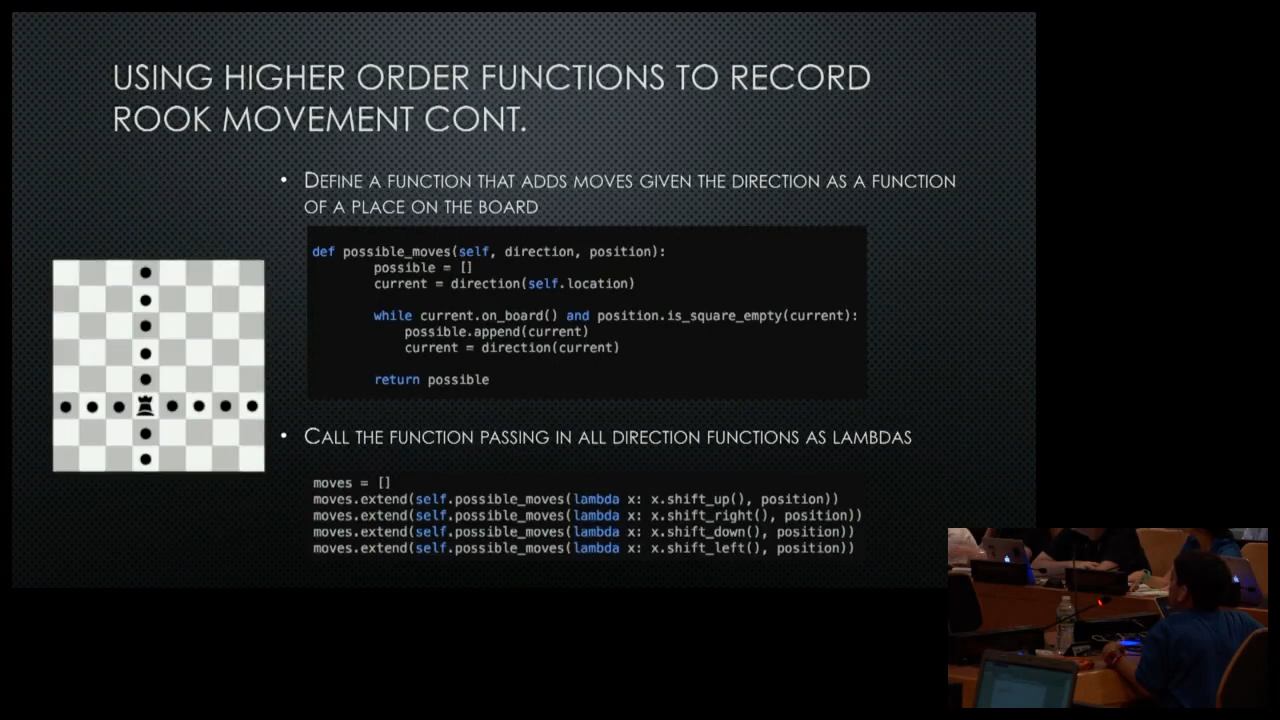 USING HIGHER ORDER FUNCTIONS TO RECORD
ROOK MOVEMENT CONT.
• DEFINE A FUNCTION THAT ADDS MOVES GIVEN THE DIRECTION AS A FUNCTION
OF A PLACE ON THE BOARD
def possible_moves(self, direction, position):
        possible = []
        current = direction(self.location)
        while current.on_board() and position.is_square_empty(current):
            possible.append(current)
            current = direction(current)
        return possible
• CALL THE FUNCTION PASSING IN ALL DIRECTION FUNCTIONS AS LAMBDAS
moves = []
moves.extend(self.possible_moves(lambda x: x.shift_up(), position))
moves.extend(self.possible_moves(lambda x: x.shift_right(), position))
moves.extend(self.possible_moves(lambda x: x.shift_down(), position))
moves.extend(self.possible_moves(lambda x: x.shift_left(), position))